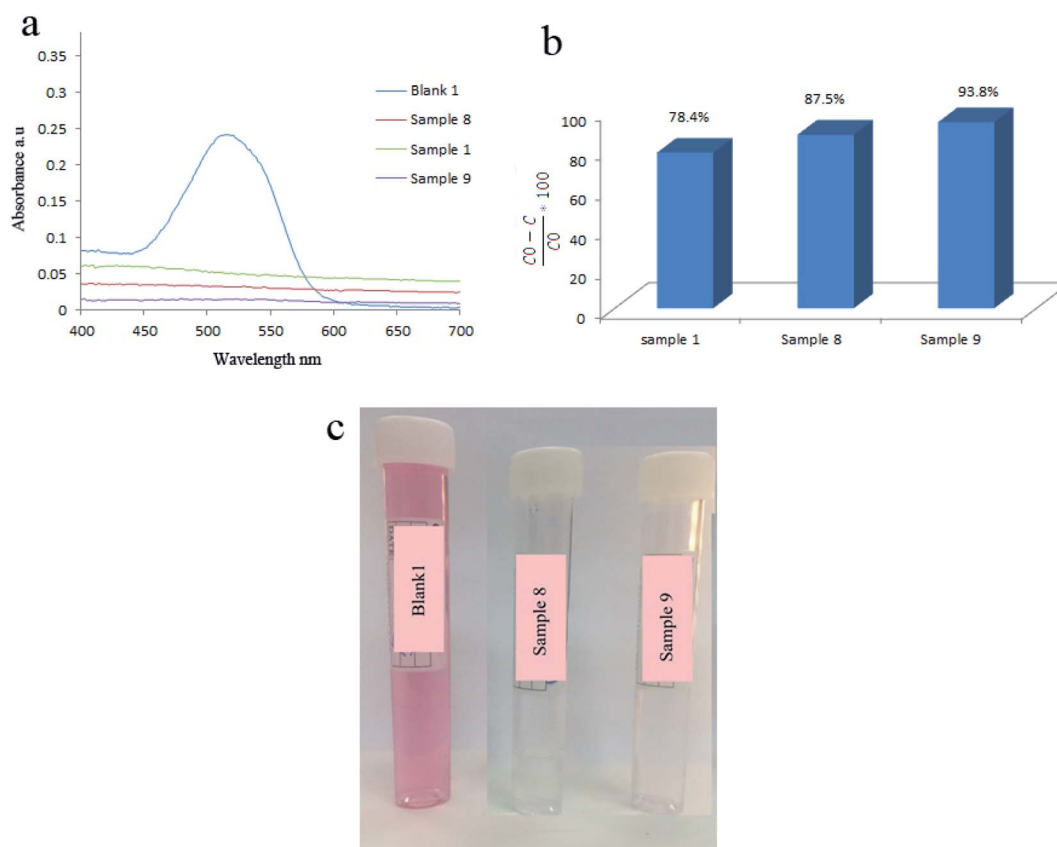 a
0.35
0.3
0.25
0.2
0.15
0.1
0.05
0
400
450
500
550
600
650
700
Absorbance a.u
Wavelength nm
Blank 1
Sample 8
Sample 1
Sample 9
b
78.4%
87.5%
93.8%
100
80
60
40
20
0
C0 − C
C0
* 100
sample 1
Sample 8
Sample 9
c
Blank1
Sample 8
Sample 9